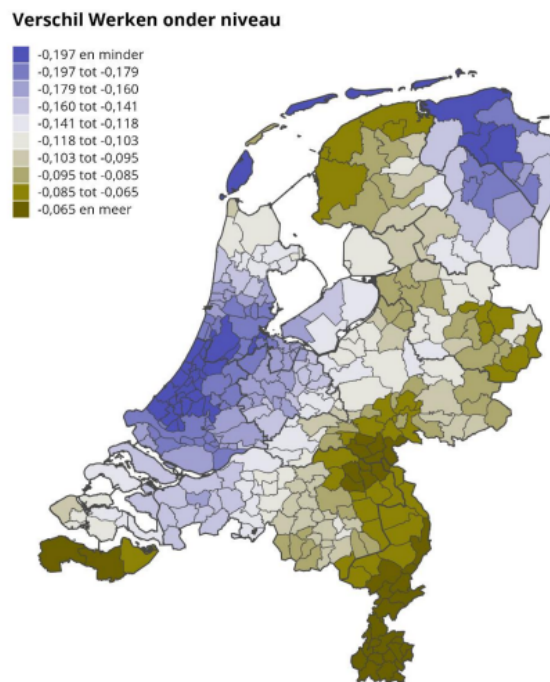 Verschil Werken onder niveau
-0,197 en minder
-0,197 tot -0,179
-0,179 tot -0,160
-0,160 tot -0,141
-0,141 tot -0,118
-0,118 tot -0,103
-0,103 tot -0,095
-0,095 tot -0,085
-0,085 tot -0,065
-0,065 en meer